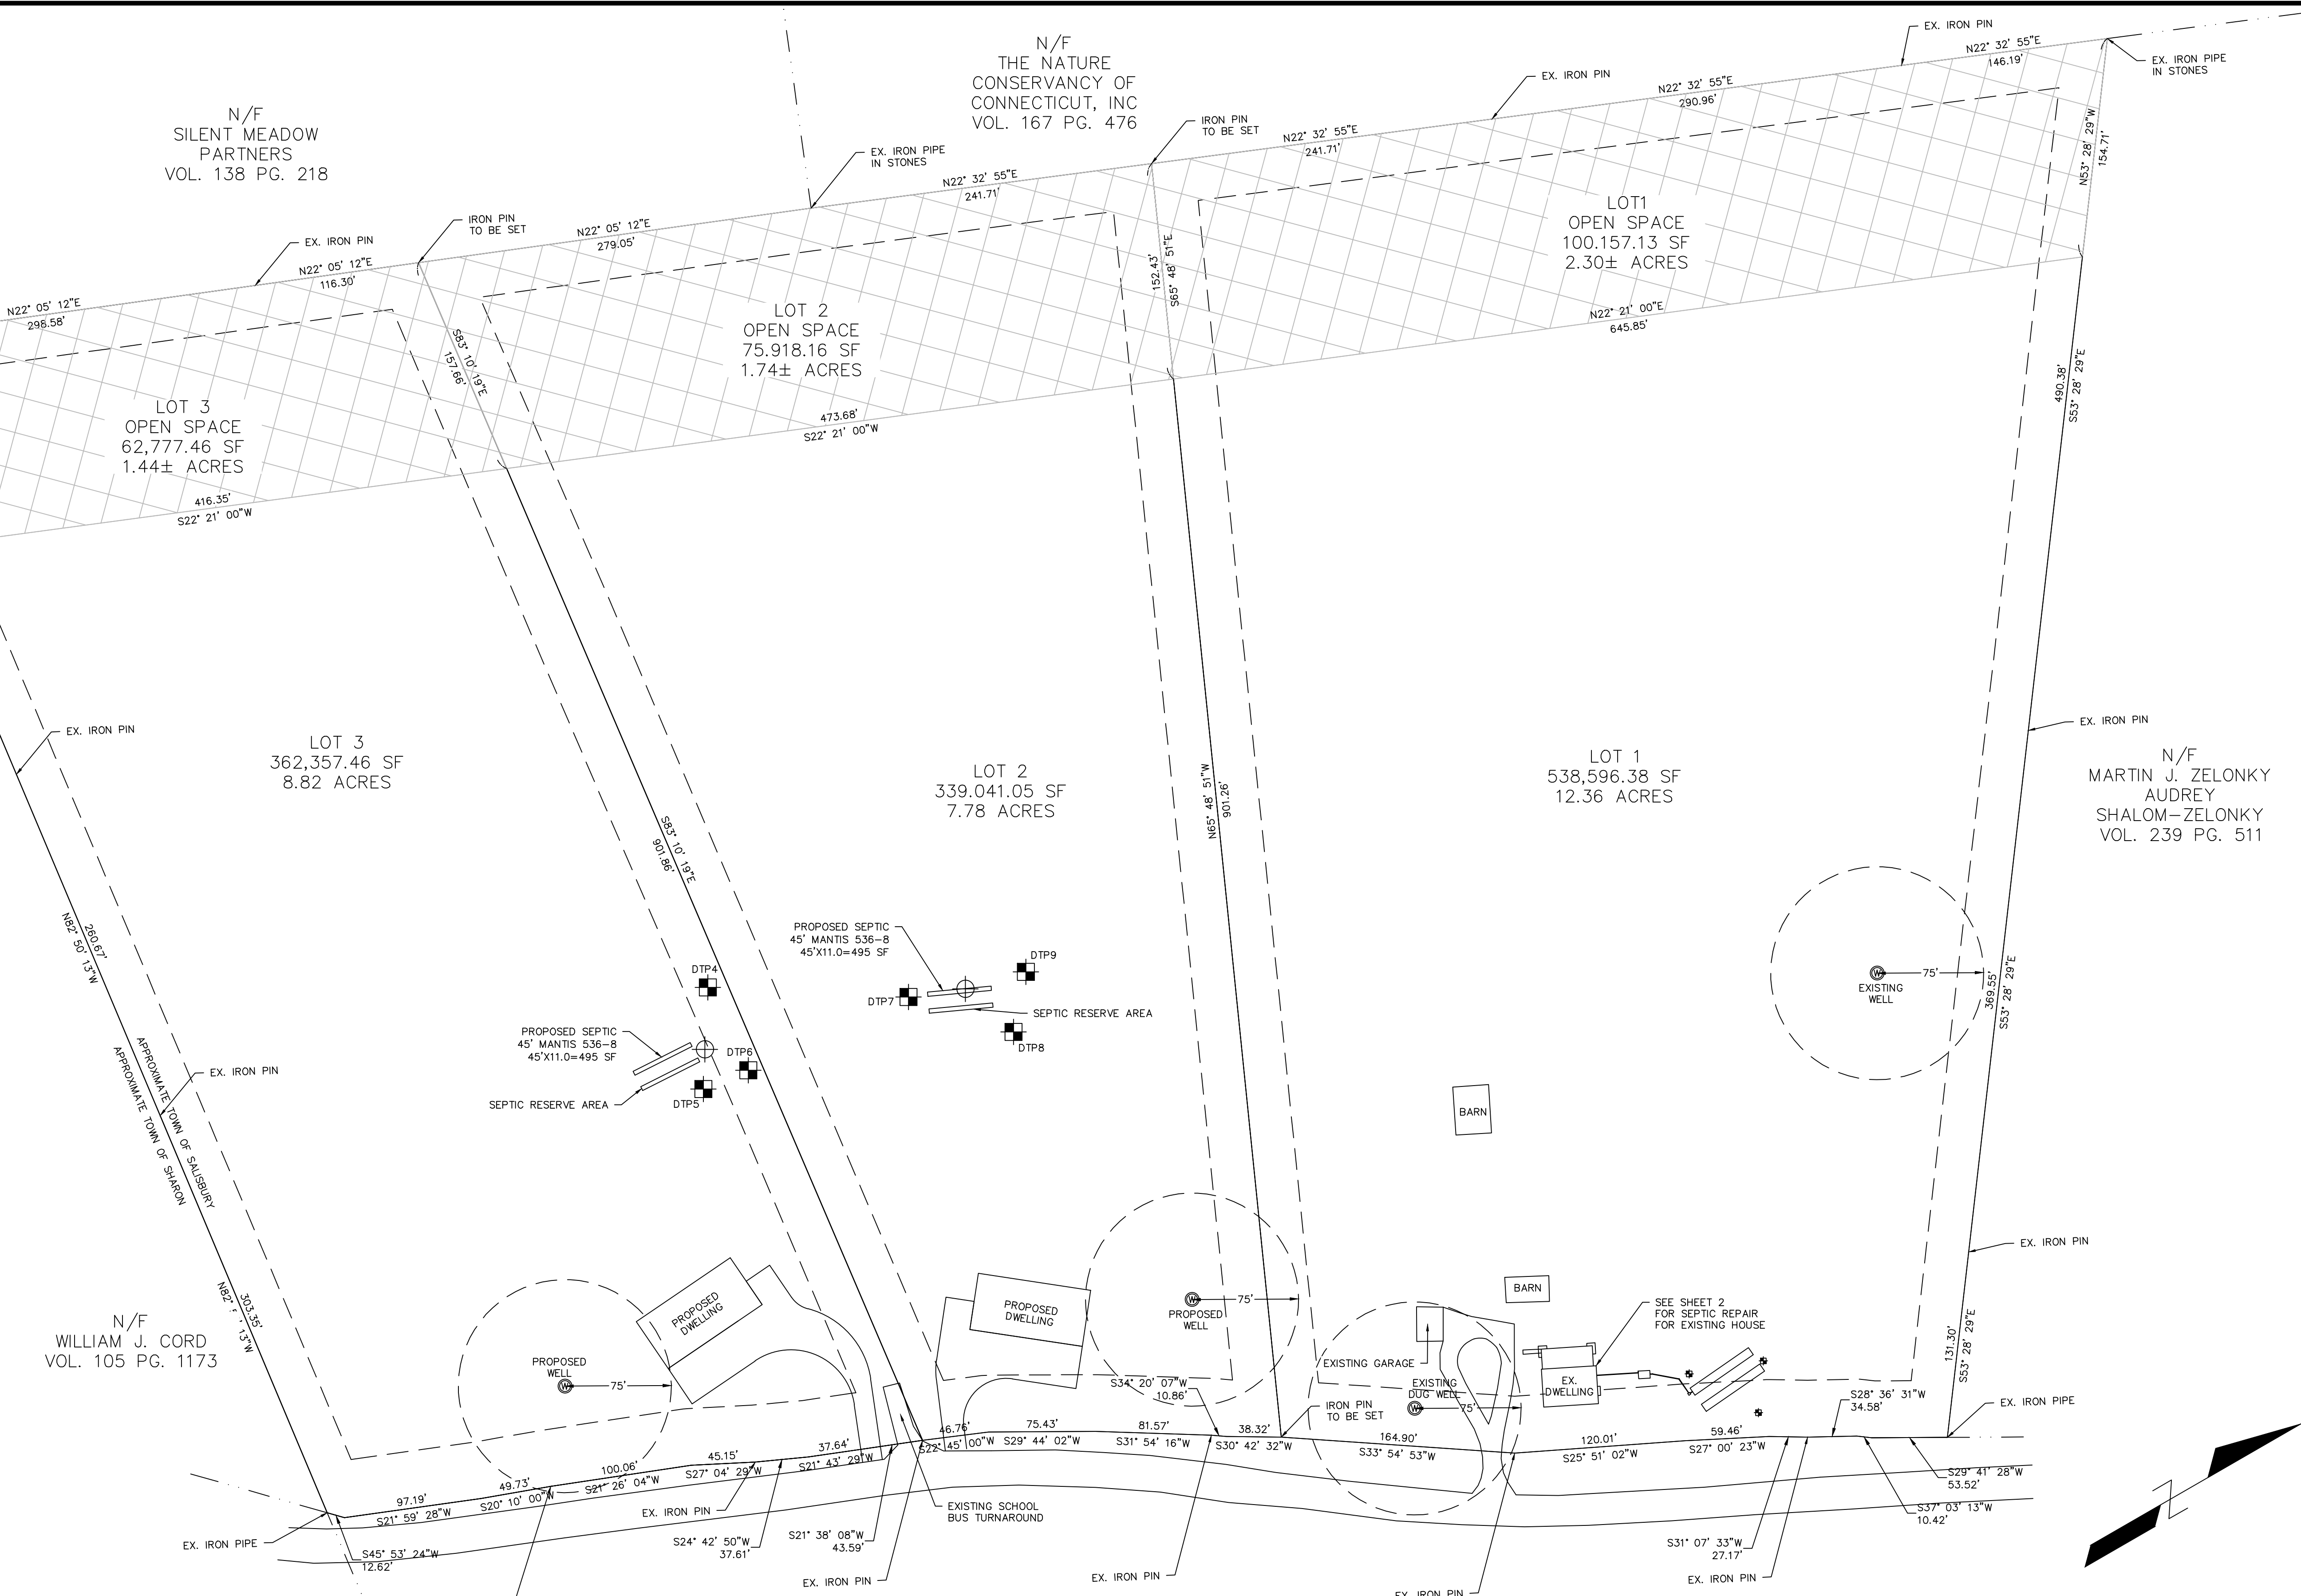 N/F
SILENT MEADOW
PARTNERS
VOL. 138 PG. 218
N/F
THE NATURE
CONSERVANCY OF
CONNECTICUT, INC
VOL. 167 PG. 476
EX. IRON PIN
N22° 32' 55"E
146.19'
EX. IRON PIPE
IN STONES
EX. IRON PIN
N22° 32' 55"E
290.96'
IRON PIN
TO BE SET
N22° 32' 55"E
241.71'
EX. IRON PIPE
IN STONES
N22° 32' 55"E
241.71'
IRON PIN
TO BE SET
N22° 05' 12"E
279.05'
EX. IRON PIN
N22° 05' 12"E
116.30'
N22° 05' 12"E
298.58'
N53° 28' 29"W
154.71'
LOT1
OPEN SPACE
100.157.13 SF
2.30± ACRES
N22° 21' 00"E
645.85'
152.43'
S65° 48' 51"E
LOT 2
OPEN SPACE
75.918.16 SF
1.74± ACRES
473.68'
S22° 21' 00"W
S83° 10' 19"E
157.66'
LOT 3
OPEN SPACE
62,777.46 SF
1.44± ACRES
416.35'
S22° 21' 00"W
490.38'
S53° 28' 29"E
EX. IRON PIN
LOT 3
362,357.46 SF
8.82 ACRES
LOT 2
339.041.05 SF
7.78 ACRES
LOT 1
538,596.38 SF
12.36 ACRES
EX. IRON PIN
N/F
MARTIN J. ZELONKY
AUDREY
SHALOM-ZELONKY
VOL. 239 PG. 511
S83° 10' 19"E
901.86'
N65° 48' 51"W
901.26'
260.67'
N82° 50' 13"W
APPROXIMATE TOWN OF SALISBURY
APPROXIMATE TOWN OF SHARON
EX. IRON PIN
PROPOSED SEPTIC
45' MANTIS 536-8
45'X11.0=495 SF
DTP4
DTP6
DTP5
SEPTIC RESERVE AREA
PROPOSED SEPTIC
45' MANTIS 536-8
45'X11.0=495 SF
DTP9
DTP7
SEPTIC RESERVE AREA
DTP8
W
75'
EXISTING
WELL
369.55'
S53° 28' 29"E
BARN
BARN
EX. IRON PIN
303.35'
N82° 13"W
N/F
WILLIAM J. CORD
VOL. 105 PG. 1173
PROPOSED
DWELLING
PROPOSED
WELL
W
75'
PROPOSED
DWELLING
W
75'
PROPOSED
WELL
SEE SHEET 2
FOR SEPTIC REPAIR
FOR EXISTING HOUSE
EXISTING GARAGE
EXISTING
DUG WELL
W
75'
EX.
DWELLING
131.30'
S53° 28' 29"E
S34° 20' 07"W
10.86'
IRON PIN
TO BE SET
S28° 36' 31"W
34.58'
EX. IRON PIPE
97.19'
S21° 59' 28"W
49.73'
S20° 10' 00"W
100.06'
S21° 26' 04"W
45.15'
S27° 04' 29"W
37.64'
S21° 43' 29"W
46.76'
S22° 45' 00"W
75.43'
S29° 44' 02"W
81.57'
S31° 54' 16"W
38.32'
S30° 42' 32"W
164.90'
S33° 54' 53"W
120.01'
S25° 51' 02"W
59.46'
S27° 00' 23"W
S29° 41' 28"W
53.52'
S37° 03' 13"W
10.42'
EX. IRON PIPE
S45° 53' 24"W
12.62'
EX. IRON PIN
S24° 42' 50"W
37.61'
S21° 38' 08"W
43.59'
EXISTING SCHOOL
BUS TURNAROUND
EX. IRON PIN
EX. IRON PIN
EX. IRON PIN
S31° 07' 33"W
27.17'
EX. IRON PIN